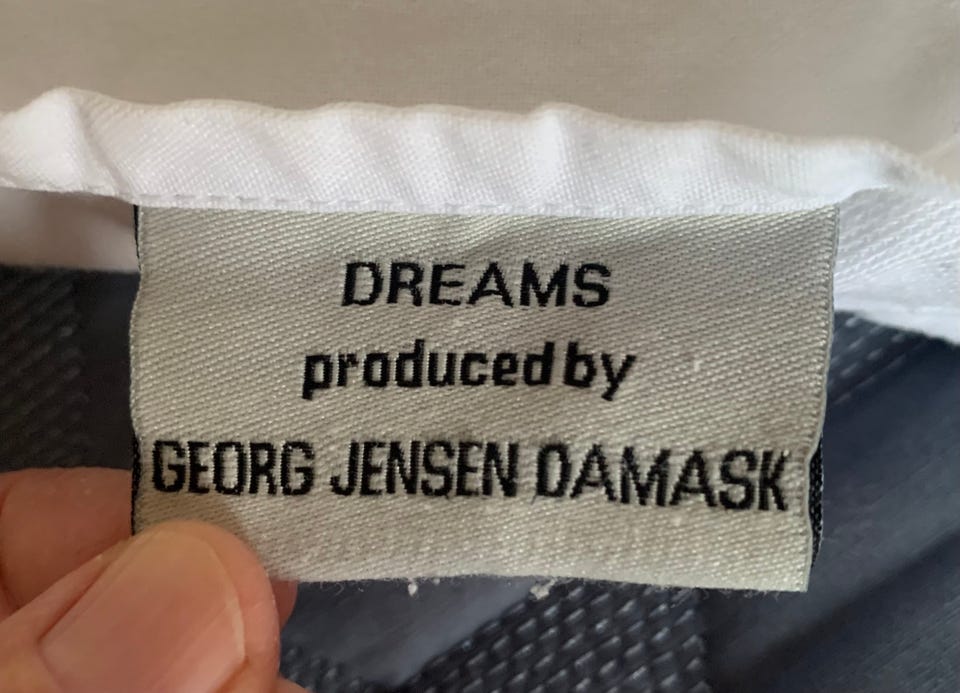 DREAMS
produced by
GEORG JENSEN DAMASK